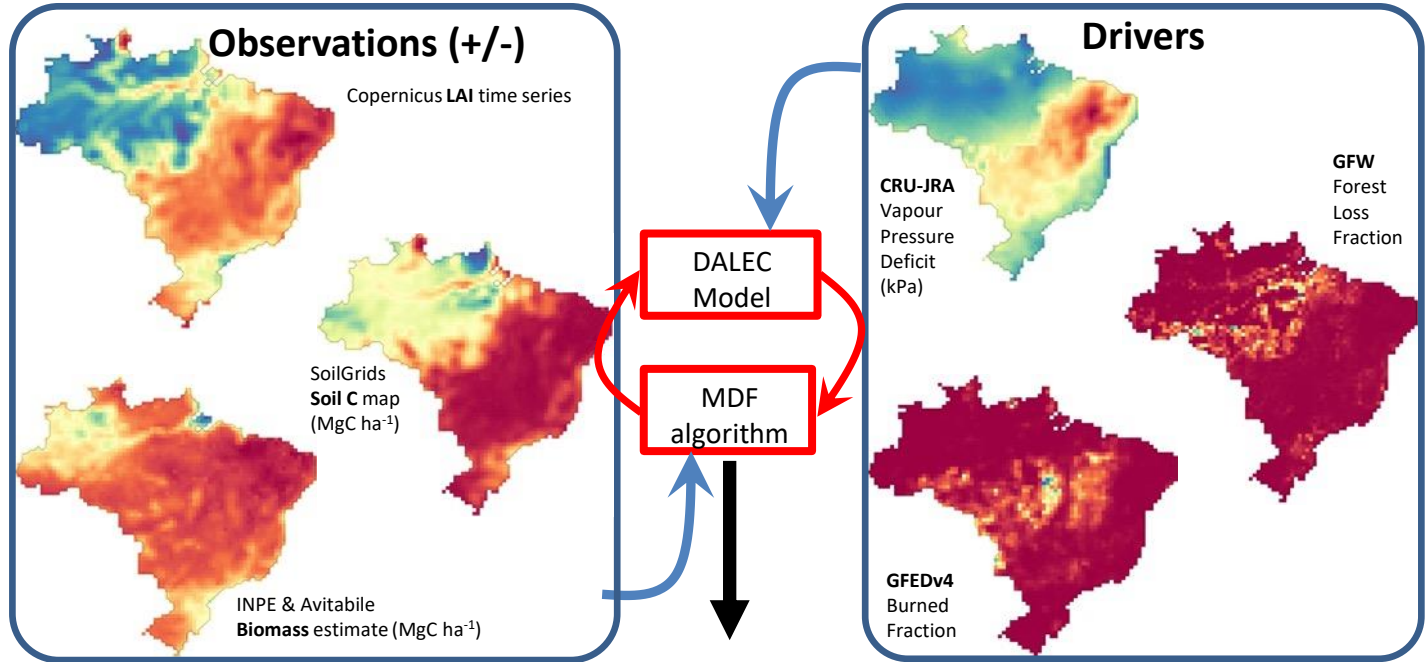 Observations (+/-)
Copernicus LAI time series
SoilGrids
Soil C map
(MgC ha⁻¹)
INPE & Avitabile
Biomass estimate (MgC ha⁻¹)
DALEC
Model
MDF
algorithm
Drivers
CRU-JRA
Vapour
Pressure
Deficit
(kPa)
GFW
Forest
Loss
Fraction
GFEDv4
Burned
Fraction